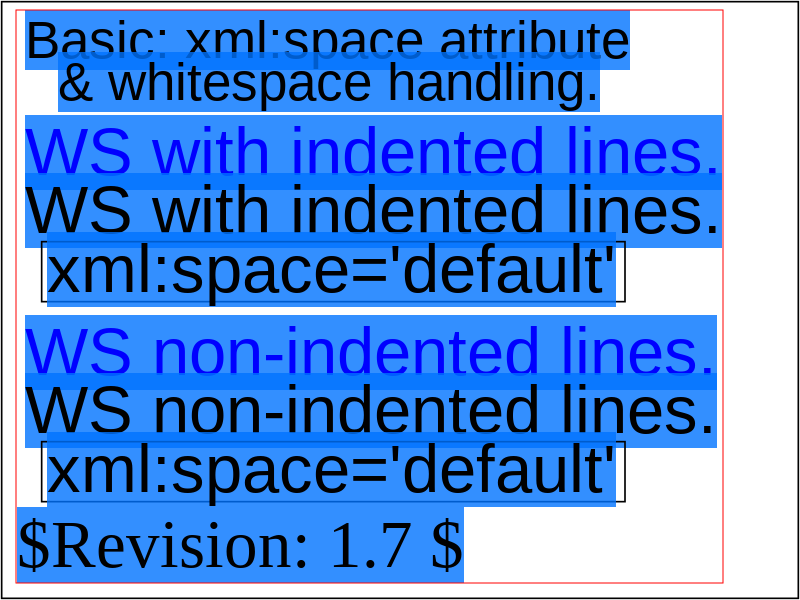 Basic: xml:space attribute
& whitespace handling.
WS with indented lines.
WS with indented lines.
xml:space='default'
WS non-indented lines.
WS non-indented lines.
xml:space='default'
$Revision: 1.7 $